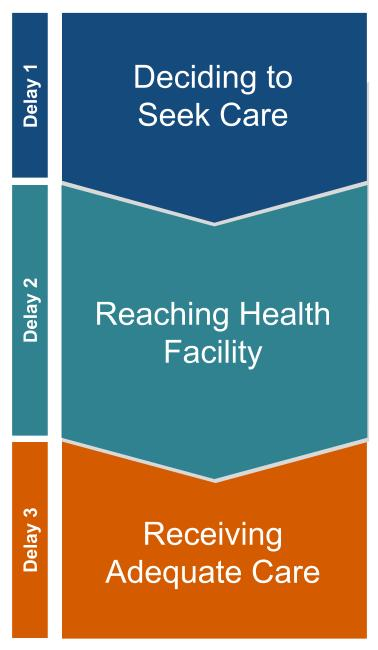 Delay 1
Deciding to
Seek Care
Delay 2
Reaching Health
Facility
Delay 3
Receiving
Adequate Care